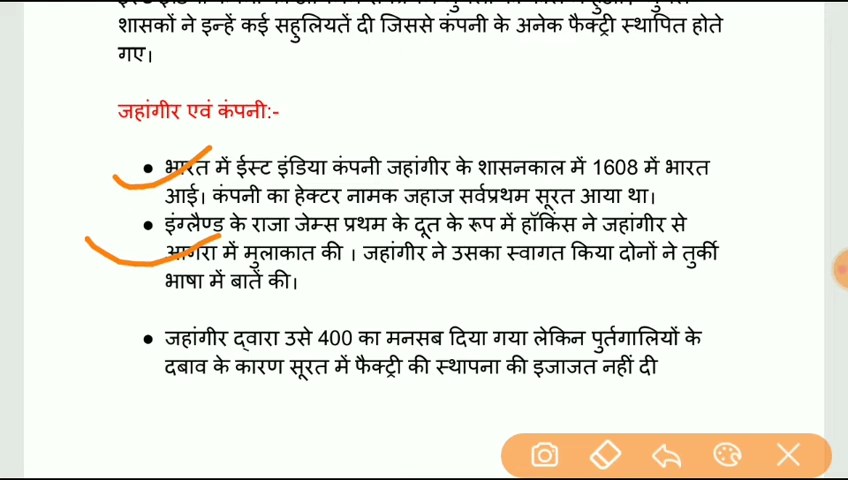 शासकों ने इन्हें कई सहुलियतें दी जिससे कंपनी के अनेक फैक्ट्री स्थापित होते
गए।
जहांगीर एवं कंपनी:-
● भारत में ईस्ट इंडिया कंपनी जहांगीर के शासनकाल में 1608 में भारत
आई। कंपनी का हेक्टर नामक जहाज सर्वप्रथम सूरत आया था।
● इंग्लैण्ड के राजा जेम्स प्रथम के दूत के रूप में हॉकिंस ने जहांगीर से
आगरा में मुलाकात की । जहांगीर ने उसका स्वागत किया दोनों ने तुर्की
भाषा में बातें की।
● जहांगीर द्वारा उसे 400 का मनसब दिया गया लेकिन पुर्तगालियों के
दबाव के कारण सूरत में फैक्ट्री की स्थापना की इजाजत नहीं दी